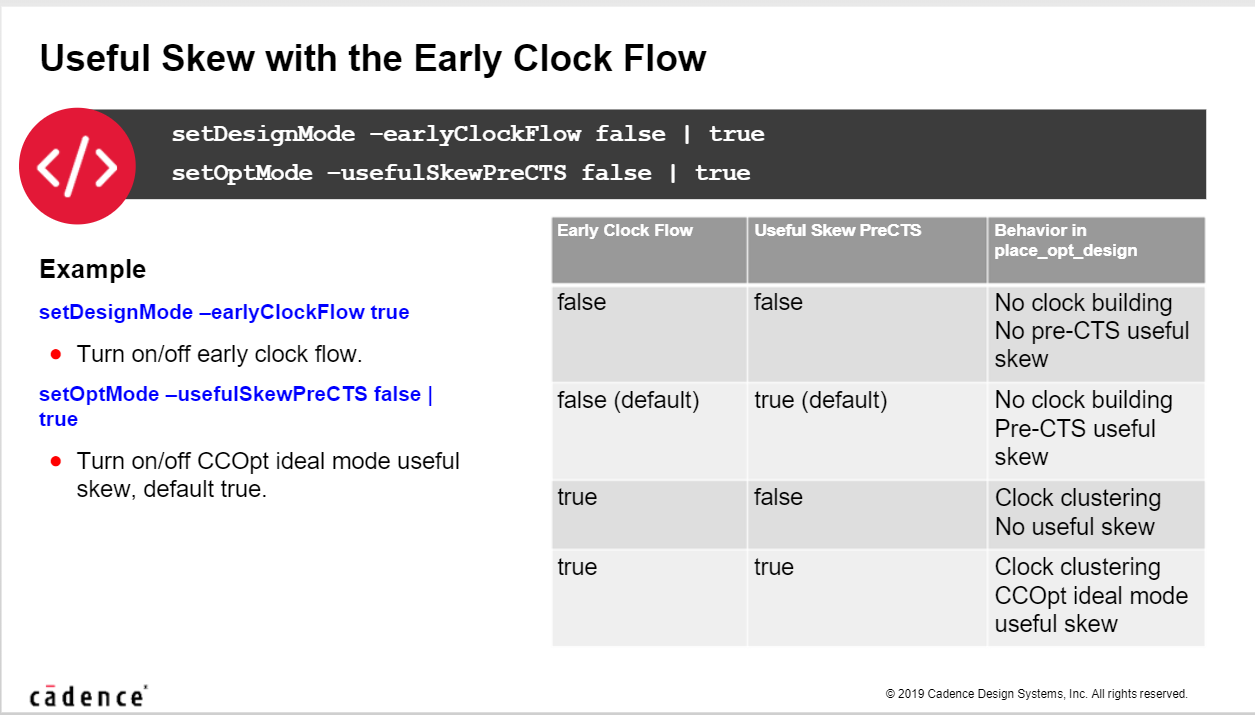 Useful Skew with the Early Clock Flow
setDesignMode –earlyClockFlow false | true
setOptMode –usefulSkewPreCTS false | true
Example
setDesignMode –earlyClockFlow true
● Turn on/off early clock flow.
setOptMode –usefulSkewPreCTS false |
true
● Turn on/off CCOpt ideal mode useful
skew, default true.
Early Clock Flow
Useful Skew PreCTS
Behavior in
place_opt_design
false
false
No clock building
No pre-CTS useful
skew
false (default)
true (default)
No clock building
Pre-CTS useful
skew
true
false
Clock clustering
No useful skew
true
true
Clock clustering
CCOpt ideal mode
useful skew
cādence
© 2019 Cadence Design Systems, Inc. All rights reserved.